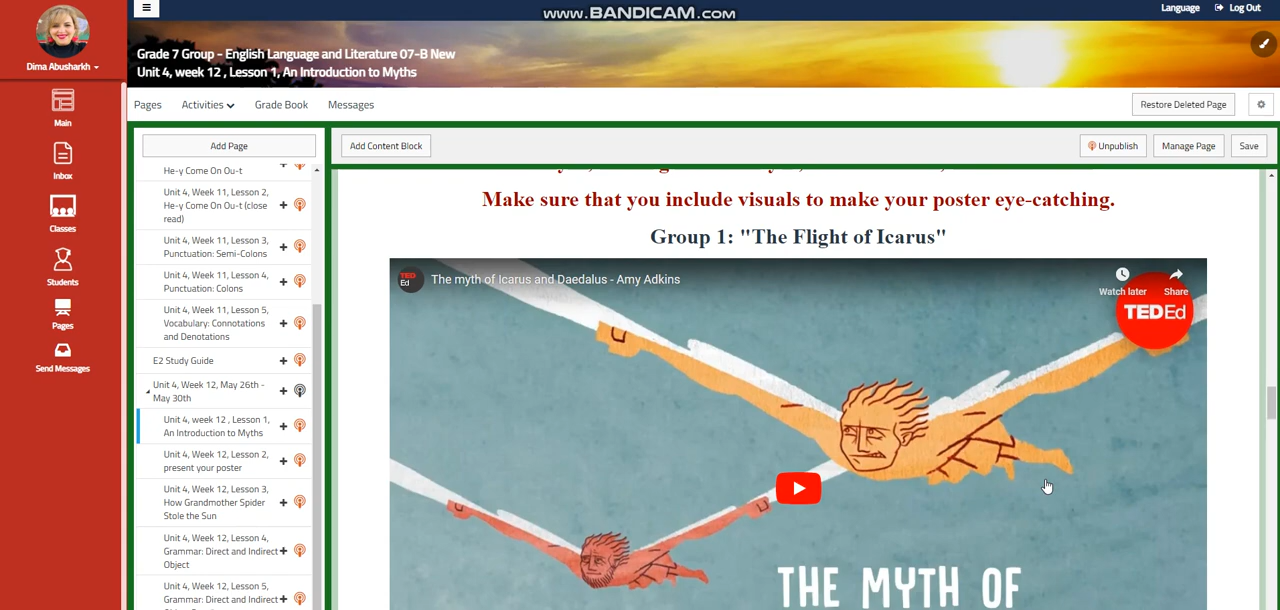 www.BANDICAM.com
Language
Log Out
Dima Abusharkh
Grade 7 Group - English Language and Literature 07-B New
Unit 4, week 12 , Lesson 1, An Introduction to Myths
Pages
Activities
Grade Book
Messages
Restore Deleted Page
Main
Inbox
Classes
Students
Pages
Send Messages
Add Page
He-y Come On Ou-t
Unit 4, Week 11, Lesson 2,
He-y Come On Ou-t (close
read)
Unit 4, Week 11, Lesson 3,
Punctuation: Semi-Colons
Unit 4, Week 11, Lesson 4,
Punctuation: Colons
Unit 4, Week 11, Lesson 5,
Vocabulary: Connotations
and Denotations
E2 Study Guide
Unit 4, Week 12, May 26th -
May 30th
Unit 4, week 12 , Lesson 1,
An Introduction to Myths
Unit 4, Week 12, Lesson 2,
present your poster
Unit 4, Week 12, Lesson 3,
How Grandmother Spider
Stole the Sun
Unit 4, Week 12, Lesson 4,
Grammar: Direct and Indirect
Object
Unit 4, Week 12, Lesson 5,
Grammar: Direct and Indirect
Add Content Block
Unpublish
Manage Page
Save
Make sure that you include visuals to make your poster eye-catching.
Group 1: "The Flight of Icarus"
TED
Ed
The myth of Icarus and Daedalus - Amy Adkins
Watch later
Share
TEDEd
THE MYTH OF